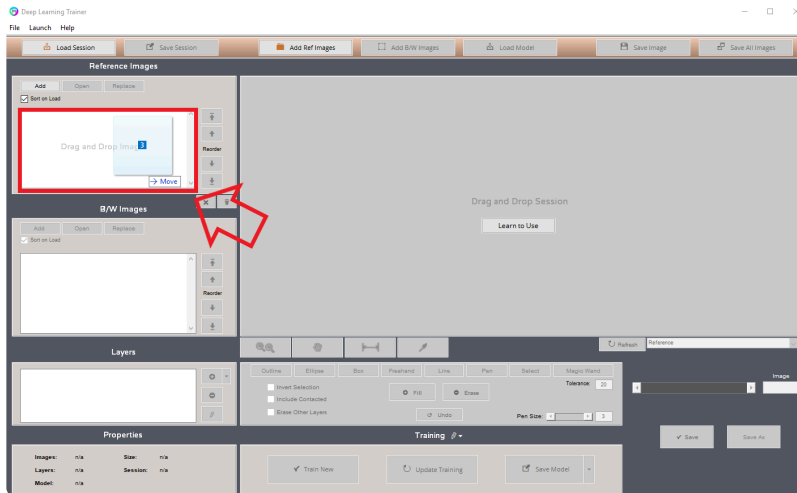 Deep Learning Trainer
File Launch Help
Load Session Save Session Add Ref Images Add B/W Images Load Model Save Image Save All Images
Reference Images
Add Open Replace
Sort on Load
Drag and Drop Imag 3
Reorder
Move
B/W Images
Add Open Replace
Sort on Load
Reorder
Drag and Drop Session
Learn to Use
Layers
Refresh Reference
Outline Ellipse Box Freehand Line Pen Select Magic Wand
Invert Selection
Include Contacted
Erase Other Layers
Fill Erase
Undo
Tolerance: 20
Pen Size: 3
Image
Properties
Images: n/a Size: n/a
Layers: n/a Session: n/a
Model: n/a
Training
Train New Update Training Save Model
Save Save As